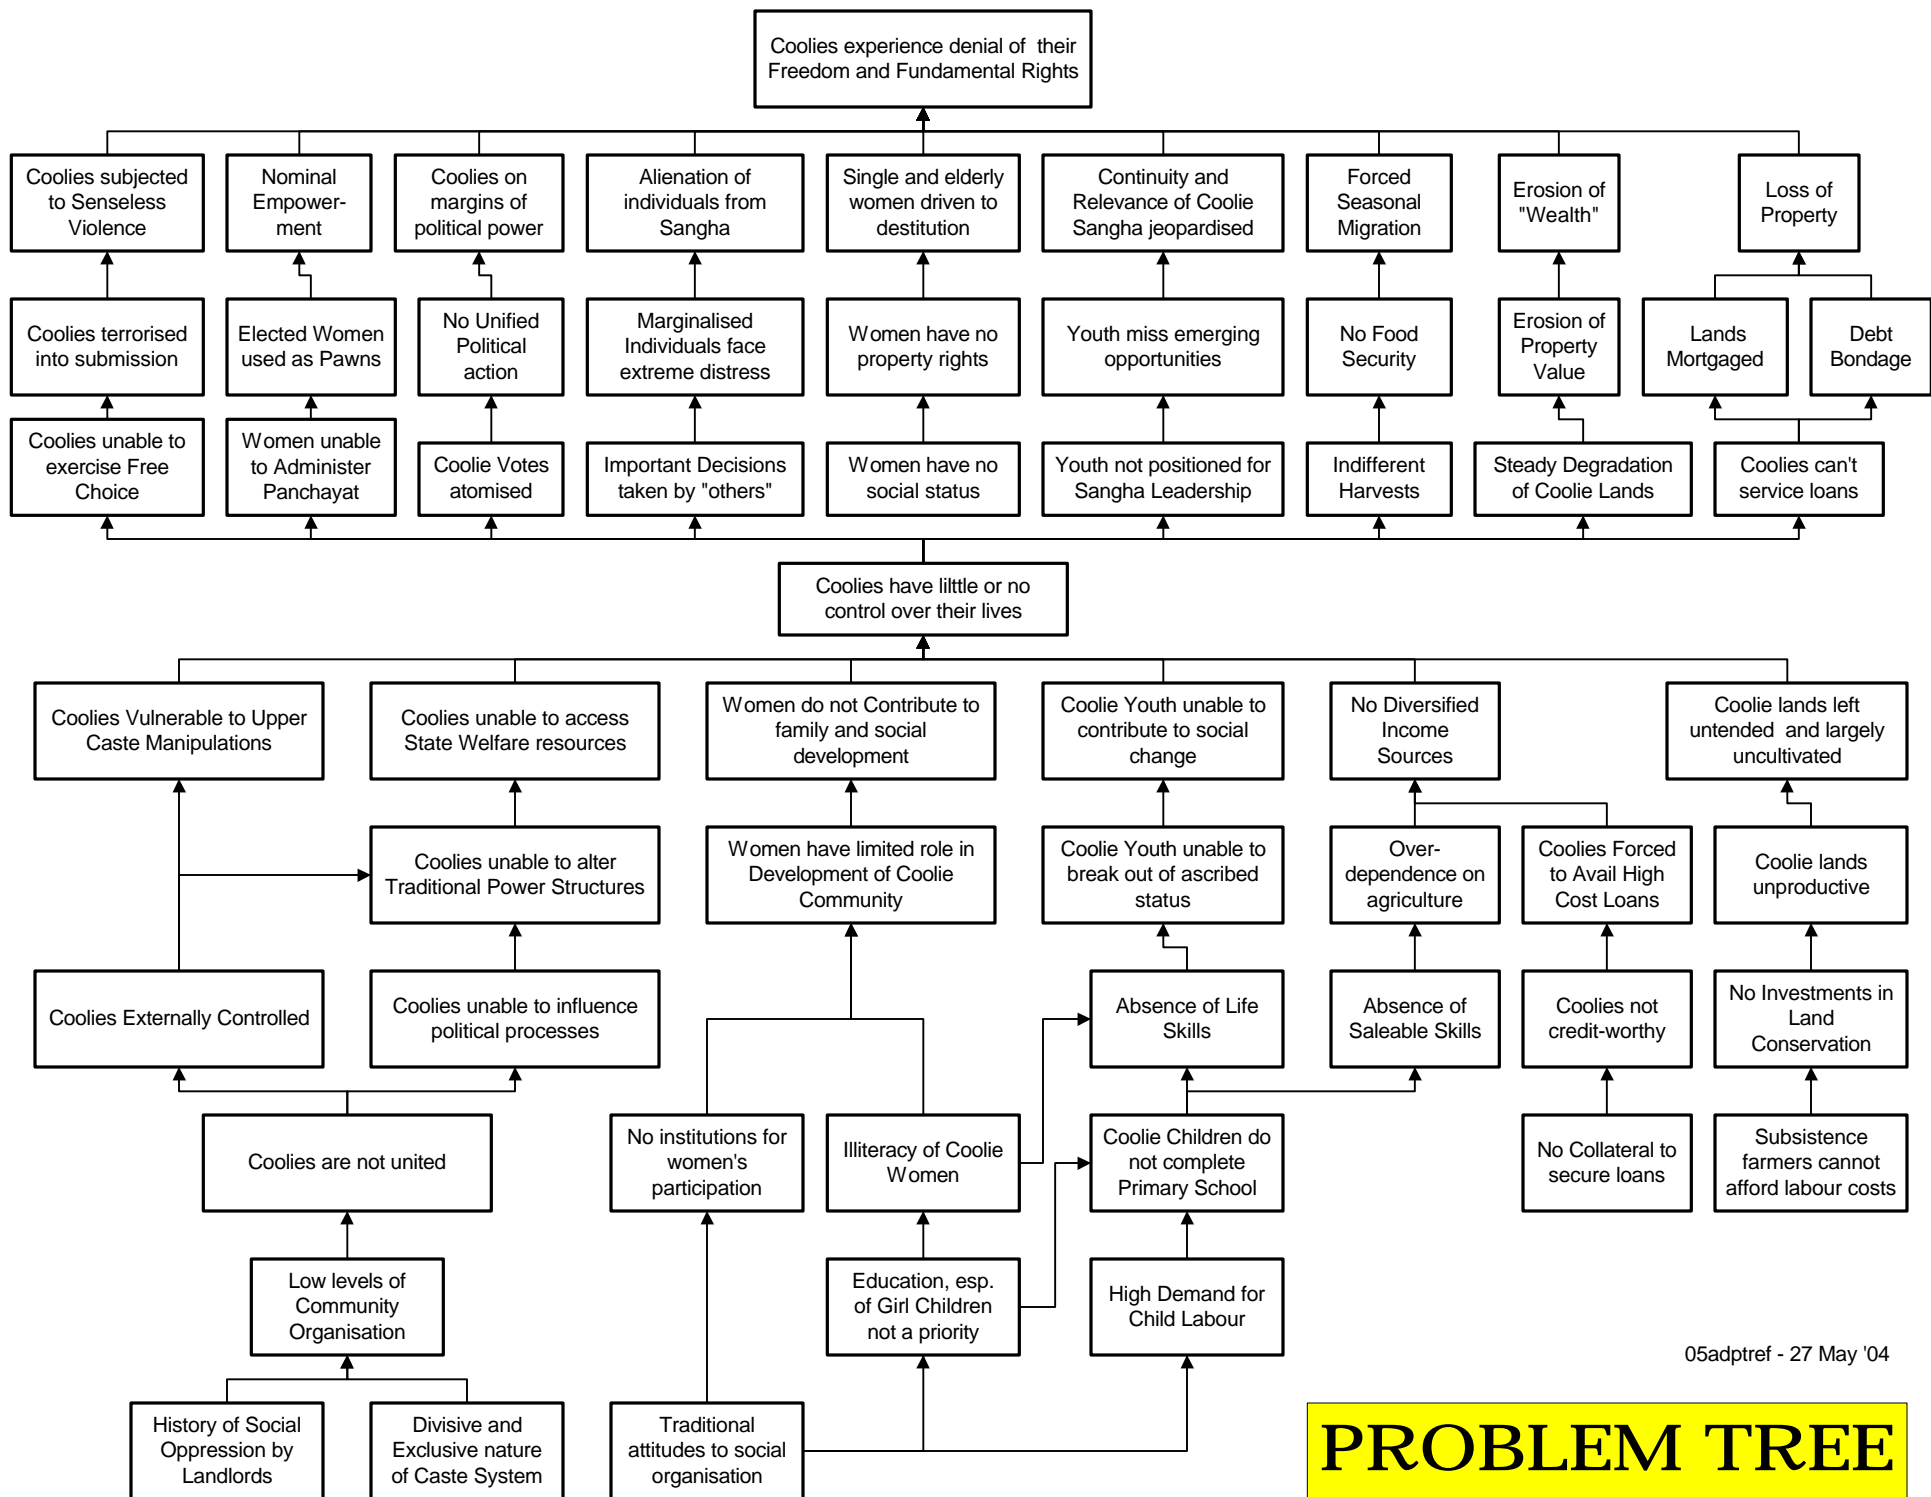 Coolies experience denial of their
Freedom and Fundamental Rights
Coolies subjected
to Senseless
Violence
Nominal
Empower-
ment
Coolies on
margins of
political power
Alienation of
individuals from
Sangha
Single and elderly
women driven to
destitution
Continuity and
Relevance of Coolie
Sangha jeopardised
Forced
Seasonal
Migration
Erosion of
"Wealth"
Loss of
Property
Coolies terrorised
into submission
Elected Women
used as Pawns
No Unified
Political
action
Marginalised
Individuals face
extreme distress
Women have no
property rights
Youth miss emerging
opportunities
No Food
Security
Erosion of
Property
Value
Lands
Mortgaged
Debt
Bondage
Coolies unable to
exercise Free
Choice
Women unable
to Administer
Panchayat
Coolie Votes
atomised
Important Decisions
taken by "others"
Women have no
social status
Youth not positioned for
Sangha Leadership
Indifferent
Harvests
Steady Degradation
of Coolie Lands
Coolies can't
service loans
Coolies have lilttle or no
control over their lives
Coolies Vulnerable to Upper
Caste Manipulations
Coolies unable to access
State Welfare resources
Women do not Contribute to
family and social
development
Coolie Youth unable to
contribute to social
change
No Diversified
Income
Sources
Coolie lands left
untended and largely
uncultivated
Coolies unable to alter
Traditional Power Structures
Women have limited role in
Development of Coolie
Community
Coolie Youth unable to
break out of ascribed
status
Over-
dependence on
agriculture
Coolies Forced
to Avail High
Cost Loans
Coolie lands
unproductive
Coolies Externally Controlled
Coolies unable to influence
political processes
Absence of Life
Skills
Absence of
Saleable Skills
Coolies not
credit-worthy
No Investments in
Land
Conservation
Coolies are not united
No institutions for
women's
participation
Illiteracy of Coolie
Women
Coolie Children do
not complete
Primary School
No Collateral to
secure loans
Subsistence
farmers cannot
afford labour costs
Low levels of
Community
Organisation
Education, esp.
of Girl Children
not a priority
High Demand for
Child Labour
05adptref - 27 May '04
History of Social
Oppression by
Landlords
Divisive and
Exclusive nature
of Caste System
Traditional
attitudes to social
organisation
PROBLEM TREE